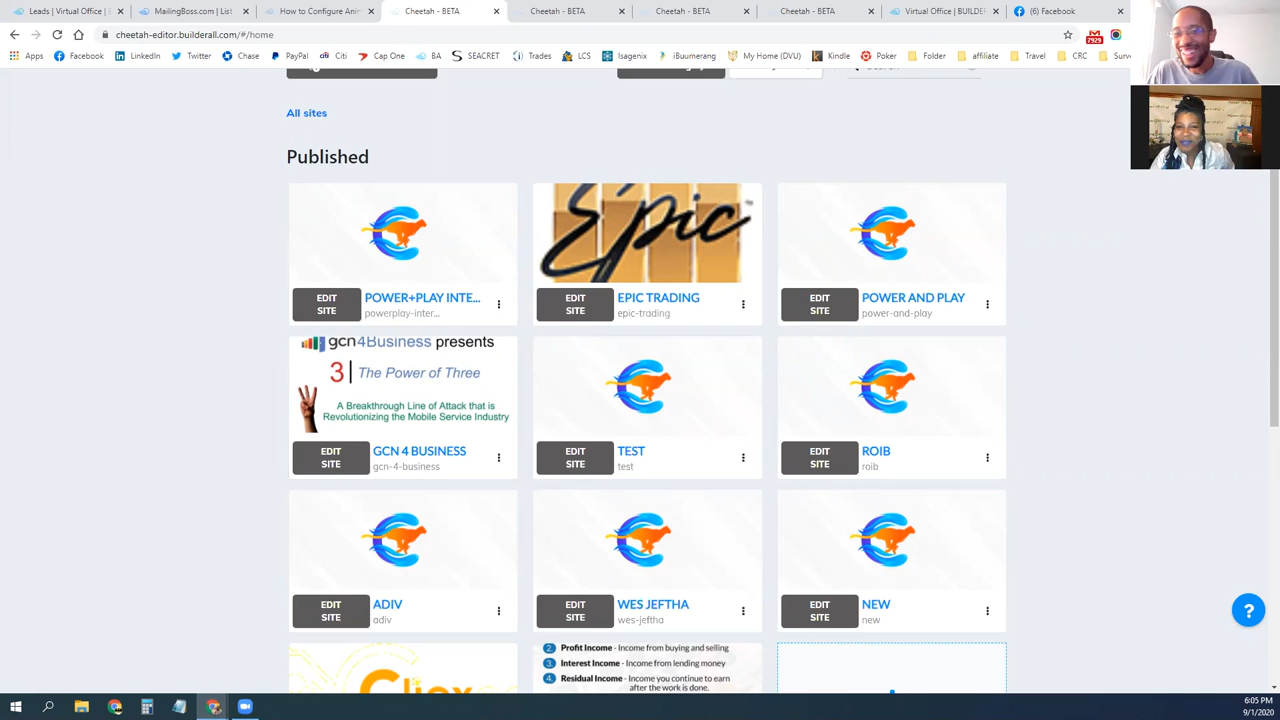 Leads | Virtual Office | E
MailingBoss.com | List
How to Configure Anim
Cheetah - BETA
Cheetah - BETA
Cheetah - BETA
Cheetah - BETA
Virtual Office | BUILDER
(6) Facebook
cheetah-editor.builderall.com/#/home
7929
Apps
Facebook
LinkedIn
Twitter
Chase
PayPal
Citi
Cap One
BA
SEACRET
Trades
LCS
Isagenix
iBuumerang
My Home (DVU)
Kindle
Poker
Folder
affiliate
Travel
CRC
Surv
All sites
Published
Epic
EDIT SITE
POWER+PLAY INTE...
powerplay-inter...
EDIT SITE
EPIC TRADING
epic-trading
EDIT SITE
POWER AND PLAY
power-and-play
gcn4Business presents
3 | The Power of Three
A Breakthrough Line of Attack that is
Revolutionizing the Mobile Service Industry
EDIT SITE
GCN 4 BUSINESS
gcn-4-business
EDIT SITE
TEST
test
EDIT SITE
ROIB
roib
EDIT SITE
ADIV
adiv
EDIT SITE
WES JEFTHA
wes-jeftha
EDIT SITE
NEW
new
2. Profit Income - Income from buying and selling
3. Interest Income - Income from lending money
4. Residual Income - Income you continue to earn
after the work is done.
?
6:05 PM
9/1/2020